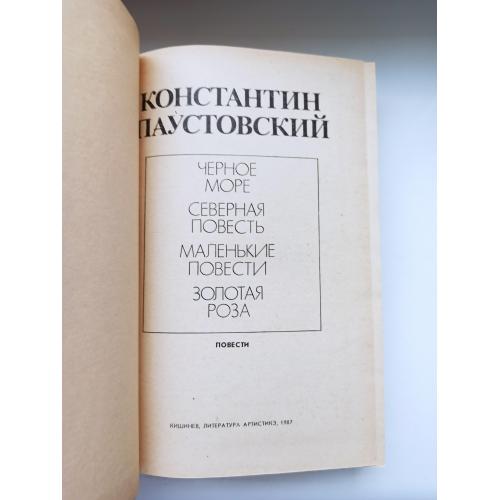 КОНСТАНТИН
ПАУСТОВСКИЙ
ЧЕРНОЕ
МОРЕ
СЕВЕРНАЯ
ПОВЕСТЬ
МАЛЕНЬКИЕ
ПОВЕСТИ
ЗОЛОТАЯ
РОЗА
ПОВЕСТИ
КИШИНЕВ, ЛИТЕРАТУРА АРТИСТИКЭ, 1987